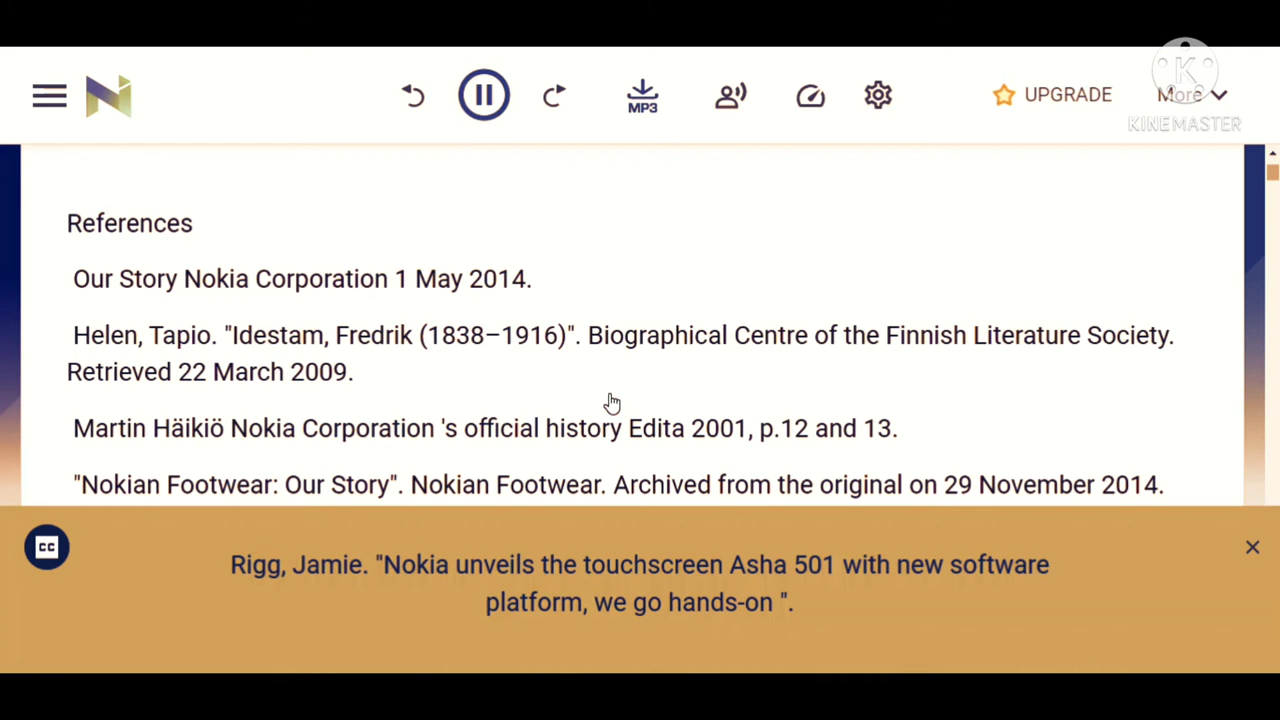 MP3
UPGRADE
More
KINEMASTER
References
Our Story Nokia Corporation 1 May 2014.
Helen, Tapio. "Idestam, Fredrik (1838–1916)". Biographical Centre of the Finnish Literature Society.
Retrieved 22 March 2009.
Martin Häikiö Nokia Corporation 's official history Edita 2001, p.12 and 13.
"Nokian Footwear: Our Story". Nokian Footwear. Archived from the original on 29 November 2014.
CC
Rigg, Jamie. "Nokia unveils the touchscreen Asha 501 with new software
platform, we go hands-on ".